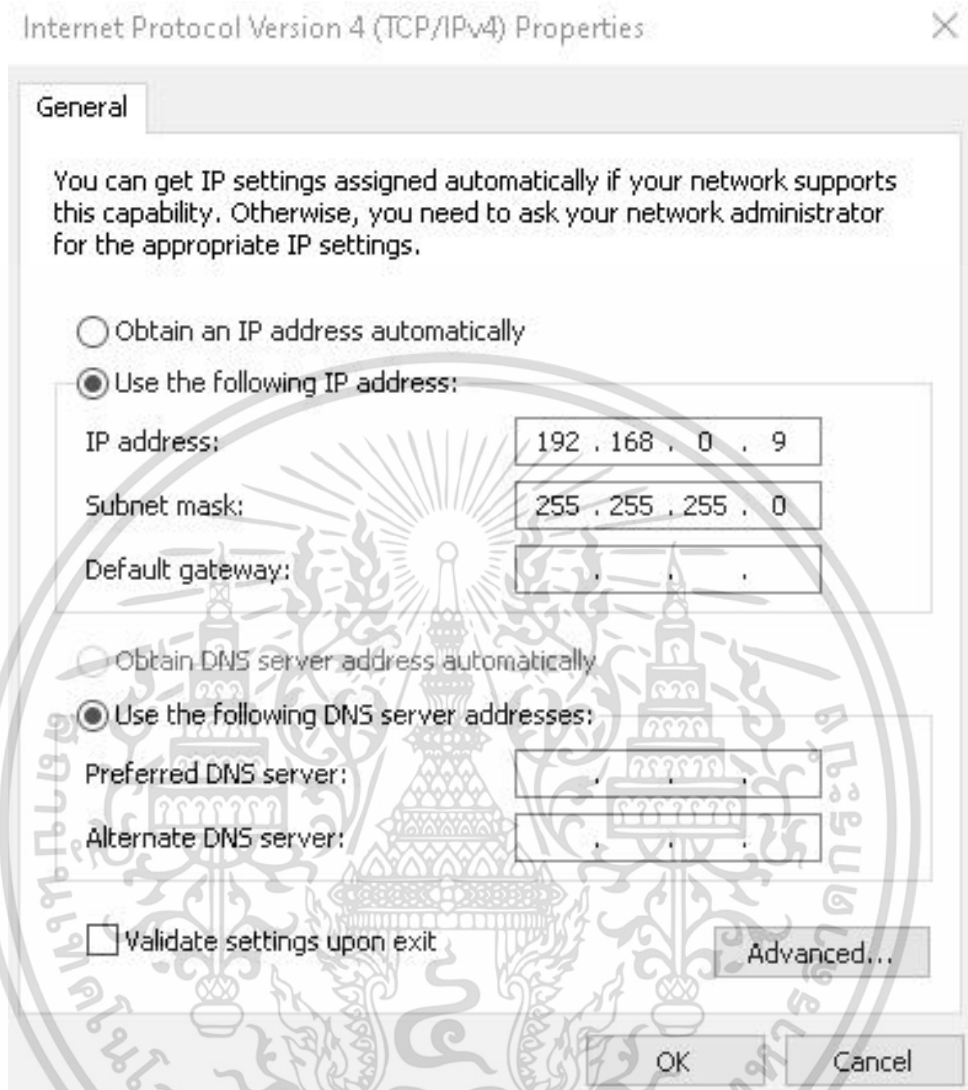 Internet Protocol Version 4 (TCP/IPv4) Properties
General
You can get IP settings assigned automatically if your network supports
this capability. Otherwise, you need to ask your network administrator
for the appropriate IP settings.
Obtain an IP address automatically
Use the following IP address:
IP address: 192 . 168 . 0 . 9
Subnet mask: 255 . 255 . 255 . 0
Default gateway: . . .
Obtain DNS server address automatically
Use the following DNS server addresses:
Preferred DNS server: . . .
Alternate DNS server: . . .
Validate settings upon exit
Advanced...
OK Cancel